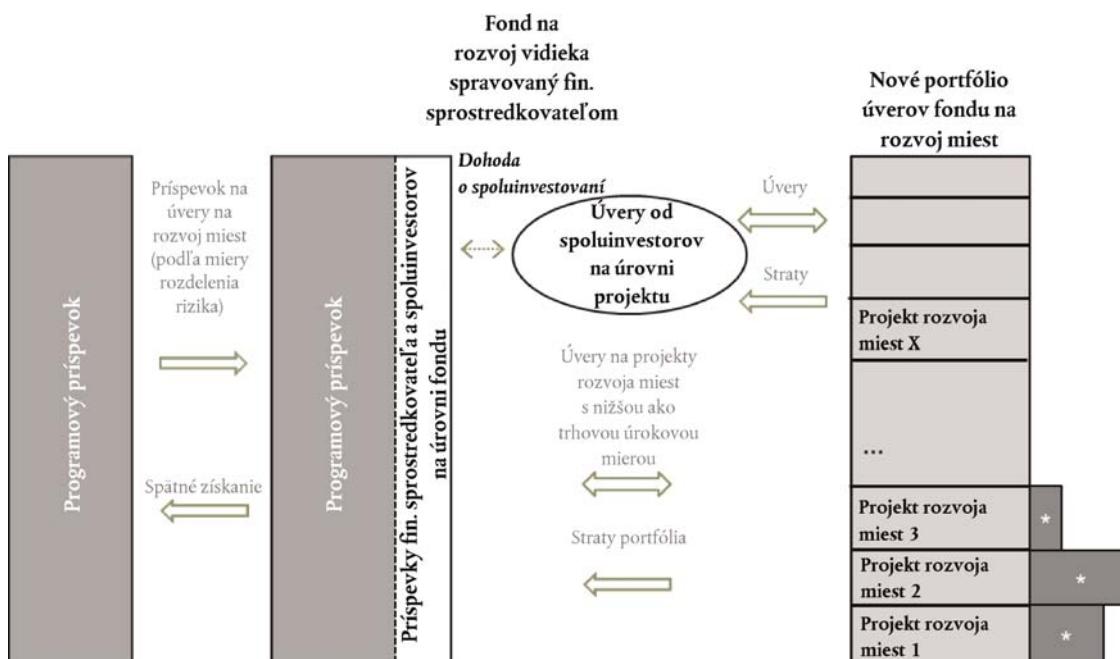 Fond na
rozvoj vidieka
spravovaný fin.
sprostredkovateľom
Nové portfólio
úverov fondu na
rozvoj miest
Programový príspevok
Príspevok na
úvery na
rozvoj miest
(podľa miery
rozdelenia
rizika)
Spätné získanie
Programový príspevok
Príspevky fin. sprostredkovateľa a spoluinvestorov
na úrovni fondu
Dohoda
o spoluinvestovaní
Úvery od
spoluinvestorov
na úrovni
projektu
Úvery
Straty
Úvery na projekty
rozvoja miest
s nižšou ako
trhovou úrokovou
mierou
Straty portfólia
Projekt rozvoja
miest X
...
Projekt rozvoja
miest 3
*
Projekt rozvoja
miest 2
*
Projekt rozvoja
miest 1
*